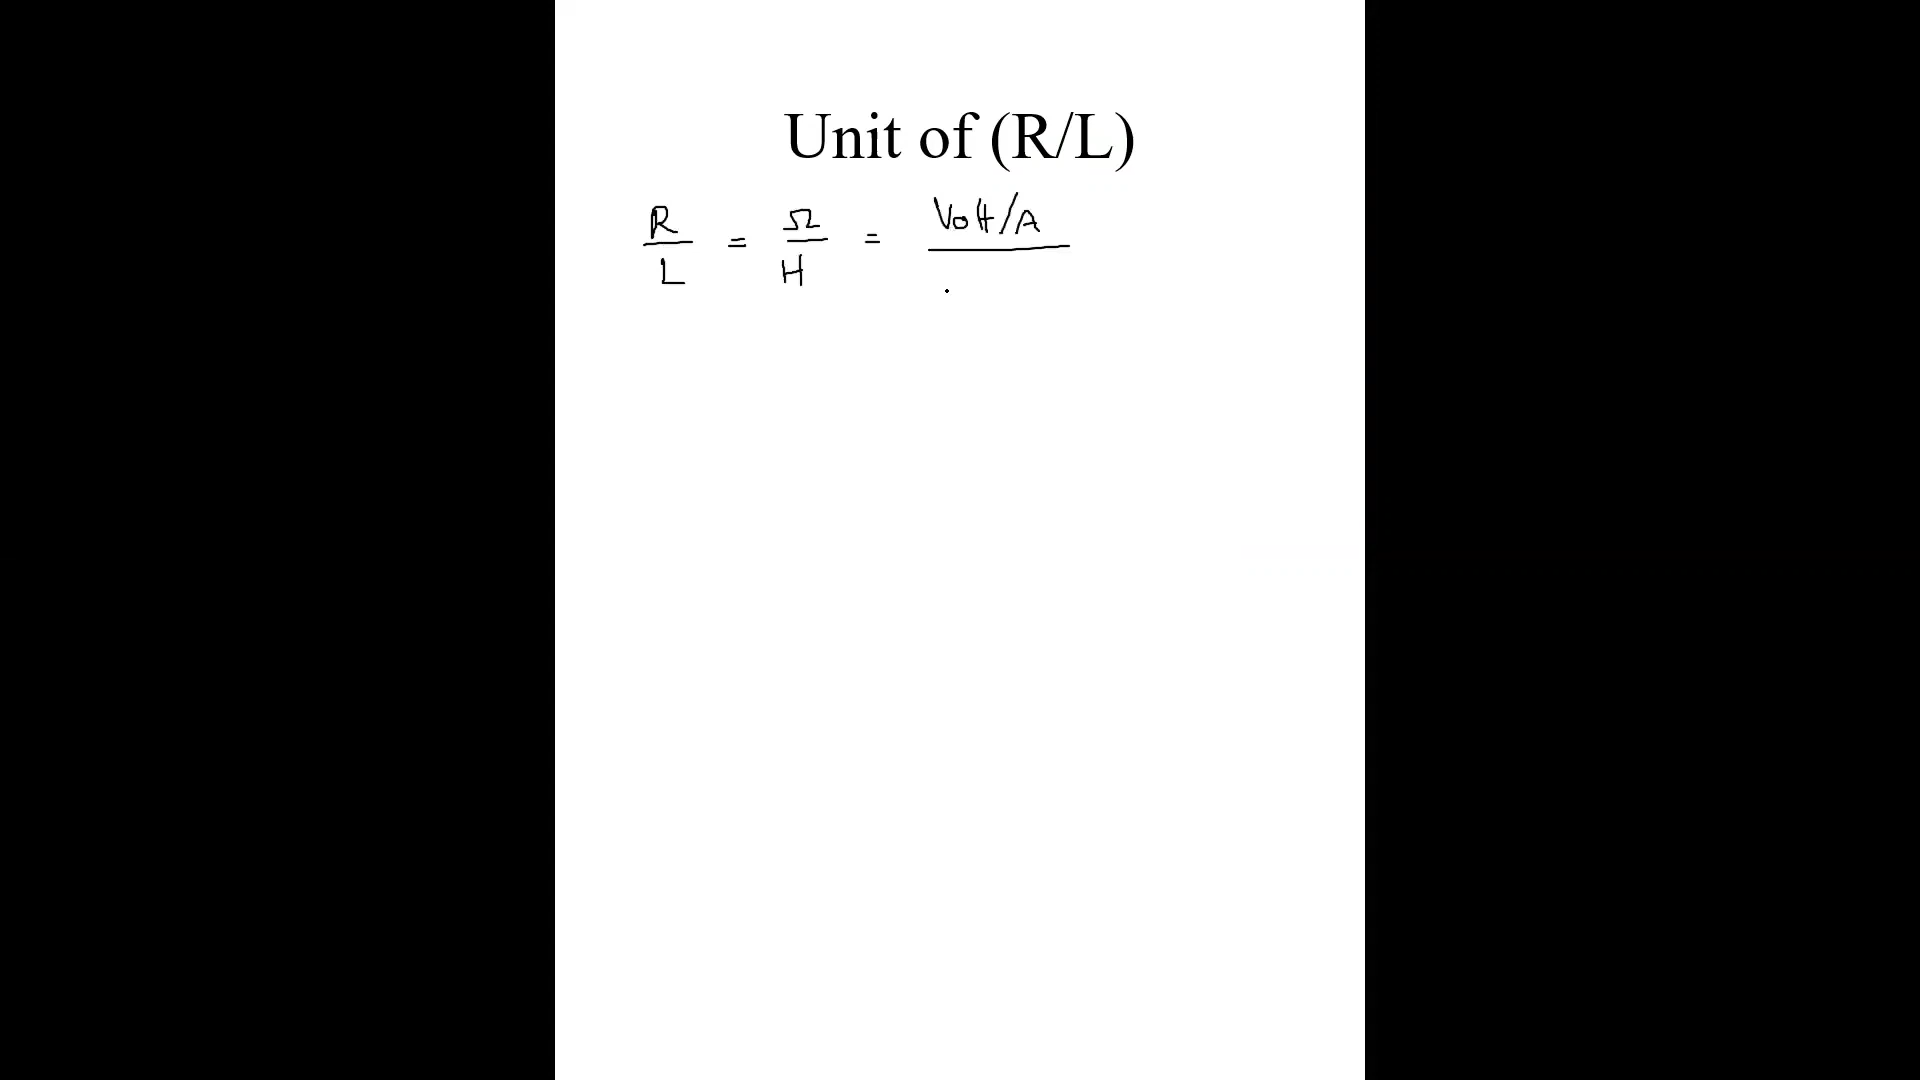 Unit of (R/L)
R/L = Ω/H = Volt/A